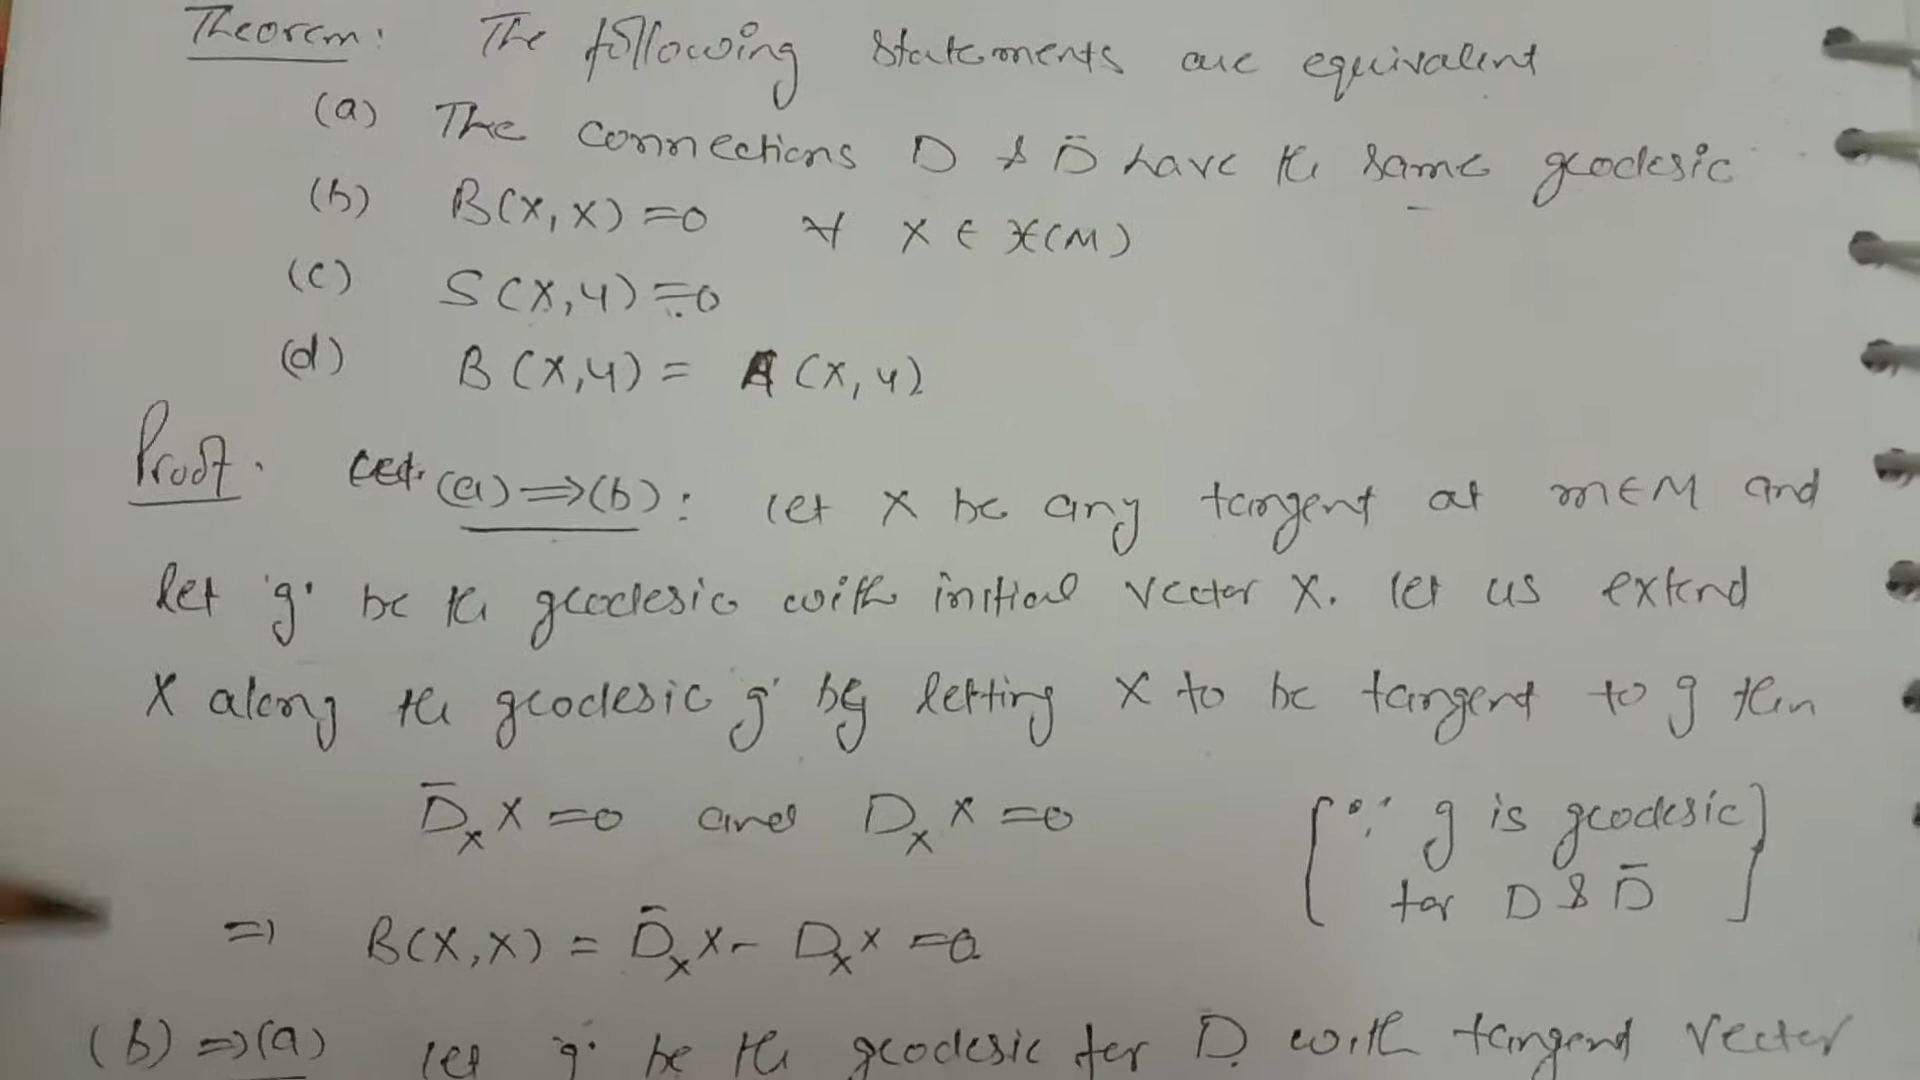 Theorem: The following statements are equivalent
(a) The connections D & D̄ have the same geodesic
(b) B(X,X) = 0 ∀ X ∈ 𝔛(M)
(c) S(X,Y) = 0
(d) B(X,Y) = A(X,Y)
Proof. Let (a) ⇒ (b): let X be any tangent at m∈M and
let 'g' be the geodesic with initial vector X. let us extend
X along the geodesic g by letting X to be tangent to g then
D̄ₓX = 0 and DₓX = 0 [∵ g is geodesic
for D & D̄]
⇒ B(X,X) = D̄ₓX - DₓX = 0
(b) ⇒ (a) let 'g' be the geodesic for D with tangent vector